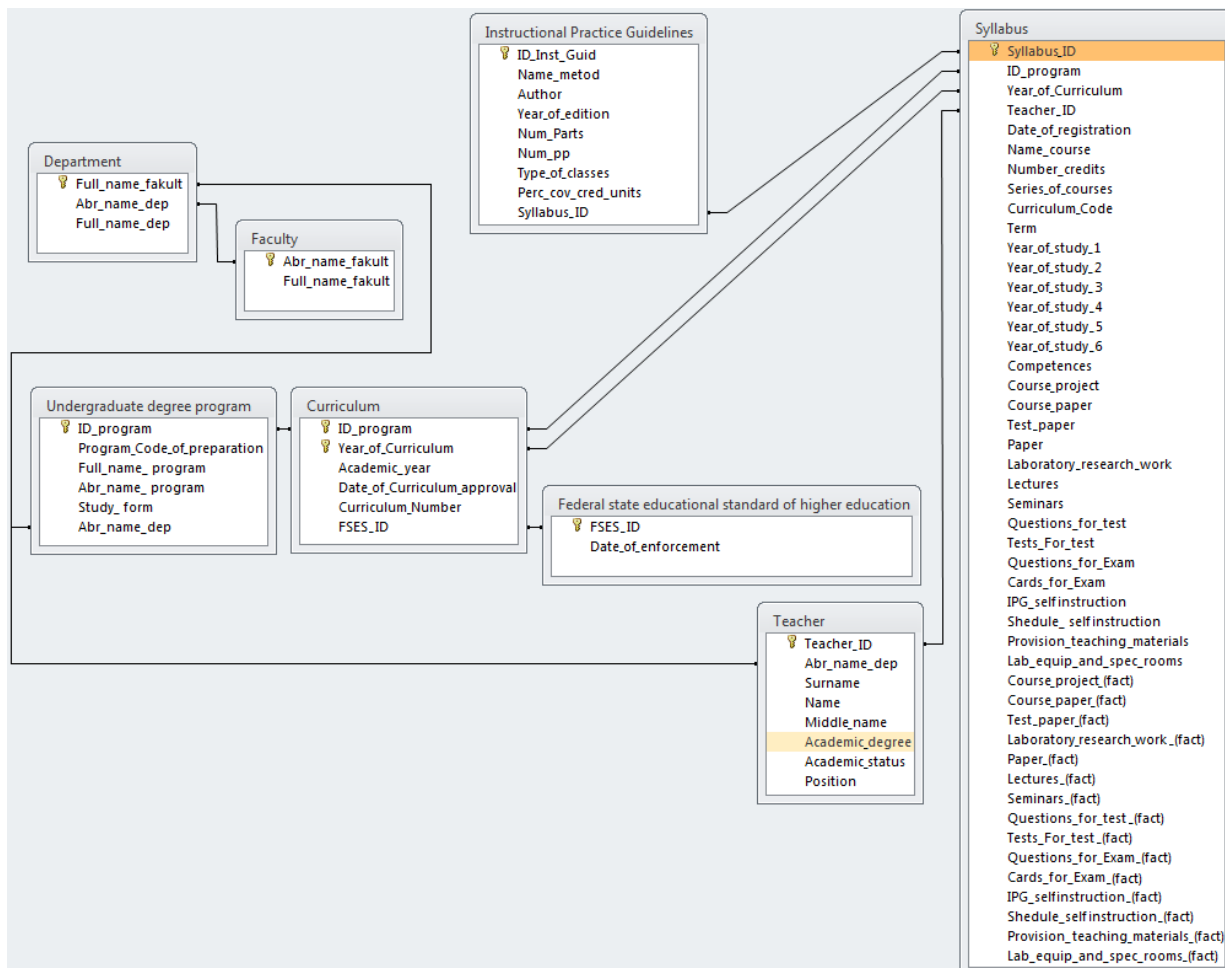 Instructional Practice Guidelines
ID_Inst_Guid
Name_metod
Author
Year_of_edition
Num_Parts
Num_pp
Type_of_classes
Perc_cov_cred_units
Syllabus_ID
Department
Full_name_fakult
Abr_name_dep
Full_name_dep
Faculty
Abr_name_fakult
Full_name_fakult
Undergraduate degree program
ID_program
Program_Code_of_preparation
Full_name_ program
Abr_name_ program
Study_ form
Abr_name_dep
Curriculum
ID_program
Year_of_Curriculum
Academic_year
Date_of_Curriculum_approval
Curriculum_Number
FSES_ID
Federal state educational standard of higher education
FSES_ID
Date_of_enforcement
Teacher
Teacher_ID
Abr_name_dep
Surname
Name
Middle_name
Academic_degree
Academic_status
Position
Syllabus
Syllabus_ID
ID_program
Year_of_Curriculum
Teacher_ID
Date_of_registration
Name_course
Number_credits
Series_of_courses
Curriculum_Code
Term
Year_of_study_1
Year_of_study_2
Year_of_study_3
Year_of_study_4
Year_of_study_5
Year_of_study_6
Competences
Course_project
Course_paper
Test_paper
Paper
Laboratory_research_work
Lectures
Seminars
Questions_for_test
Tests_For_test
Questions_for_Exam
Cards_for_Exam
IPG_selfinstruction
Shedule_ selfinstruction
Provision_teaching_materials
Lab_equip_and_spec_rooms
Course_project_(fact)
Course_paper_(fact)
Test_paper_(fact)
Laboratory_research_work_(fact)
Paper_(fact)
Lectures_(fact)
Seminars_(fact)
Questions_for_test_(fact)
Tests_For_test_(fact)
Questions_for_Exam_(fact)
Cards_for_Exam_(fact)
IPG_selfinstruction_(fact)
Shedule_selfinstruction_(fact)
Provision_teaching_materials_(fact)
Lab_equip_and_spec_rooms_(fact)